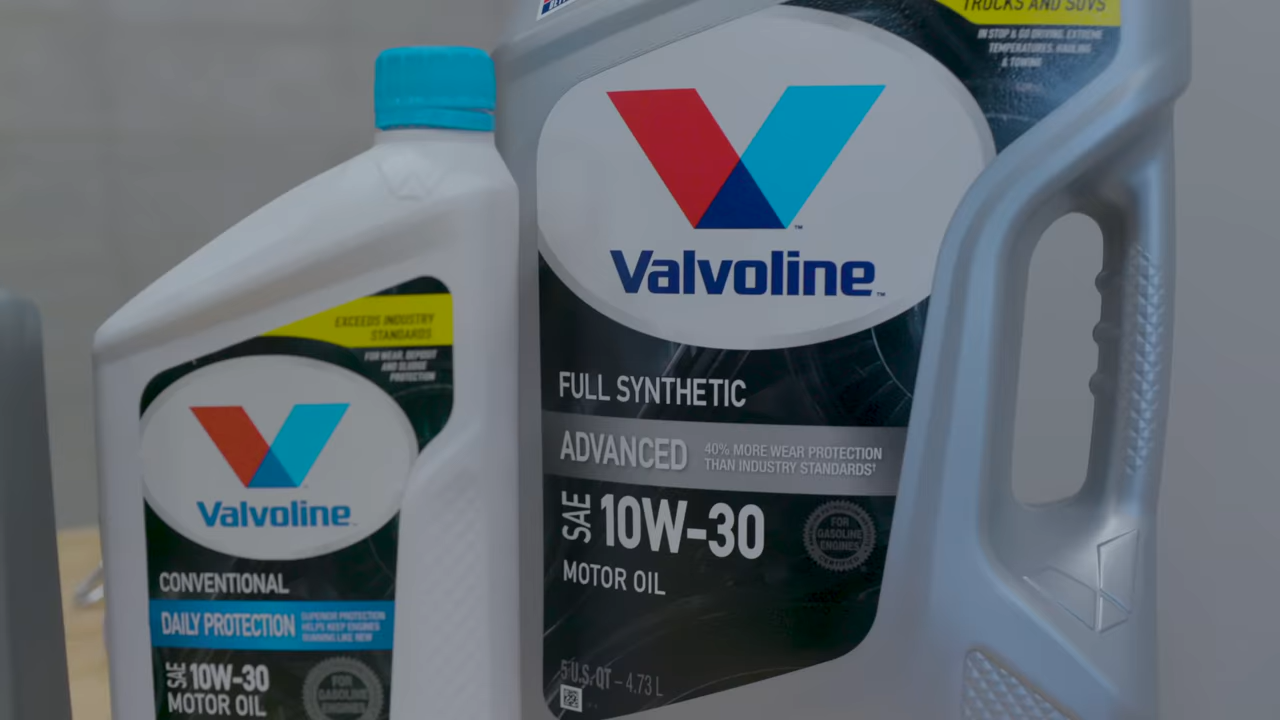 EXCEEDS INDUSTRY
STANDARDS
FOR WEAR, DEPOSIT
AND SLUDGE
PROTECTION
Valvoline™
CONVENTIONAL
DAILY PROTECTION
SUPERIOR PROTECTION
HELPS KEEP ENGINES
RUNNING LIKE NEW
SAE 10W-30
MOTOR OIL
FOR
GASOLINE
TRUCKS AND SUVS
IN STOP & GO DRIVING, EXTREME
TEMPERATURES, HAULING
& TOWING
™
Valvoline™
FULL SYNTHETIC
ADVANCED
40% MORE WEAR PROTECTION
THAN INDUSTRY STANDARDS†
SAE 10W-30
FOR
GASOLINE
ENGINES
MOTOR OIL
5 U.S. QT – 4.73 L